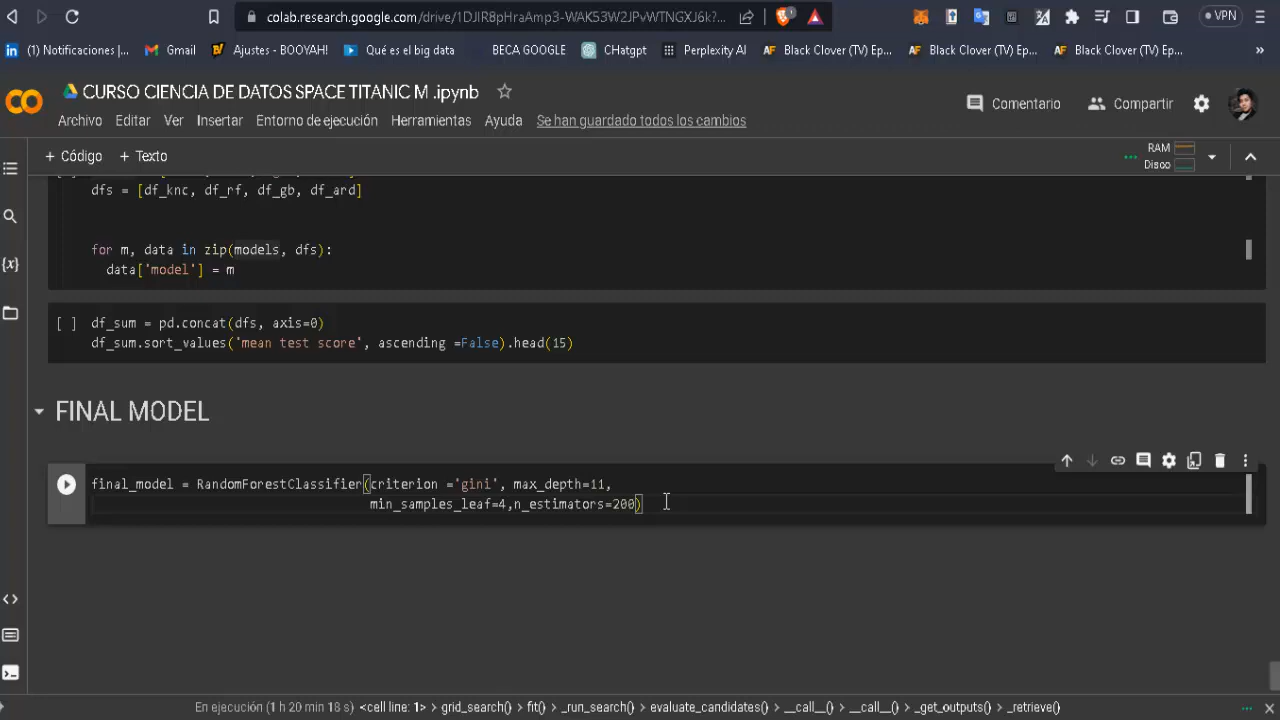 colab.research.google.com/drive/1DJIR8pHraAmp3-WAK53W2JPvWTNGXJ6k?...
VPN
(1) Notificaciones |...
Gmail
Ajustes - BOOYAH!
Qué es el big data
BECA GOOGLE
CHatgpt
Perplexity AI
Black Clover (TV) Ep...
Black Clover (TV) Ep...
Black Clover (TV) Ep...
»
CURSO CIENCIA DE DATOS SPACE TITANIC M .ipynb
Comentario
Compartir
Archivo Editar Ver Insertar Entorno de ejecución Herramientas Ayuda Se han guardado todos los cambios
+ Código + Texto
RAM
Disco
dfs = [df_knc, df_rf, df_gb, df_ard]
for m, data in zip(models, dfs):
data['model'] = m
[ ] df_sum = pd.concat(dfs, axis=0)
df_sum.sort_values('mean test score', ascending =False).head(15)
FINAL MODEL
final_model = RandomForestClassifier(criterion ='gini', max_depth=11,
min_samples_leaf=4,n_estimators=200)
En ejecución (1 h 20 min 18 s) <cell line: 1> grid_search() fit() _run_search() evaluate_candidates() __call__() __call__() _get_outputs() _retrieve()